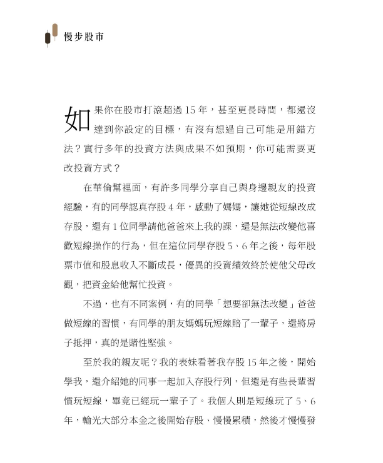 慢步股市
如果你在股市打滾超過 15 年，甚至更長時間，都還沒
達到你設定的目標，有沒有想過自己可能是用錯方
法？實行多年的投資方法與成果不如預期，你可能需要更
改投資方式？
在華倫幫裡面，有許多同學分享自己與身邊親友的投資
經驗，有的同學認真存股 4 年，感動了媽媽，讓她從短線改成
存股，還有 1 位同學請他爸爸來上我的課，還是無法改變他喜
歡短線操作的行為，但在這位同學存股 5、6 年之後，每年股
票市值和股息收入不斷成長，優異的投資績效終於使他父母改
觀，把資金給他幫忙投資。
不過，也有不同案例，有的同學「想要卻無法改變」爸爸
做短線的習慣，有同學的朋友媽媽玩短線賠了一輩子，還將房
子抵押，真的是賭性堅強。
至於我的親友呢？我的表妹看著我存股 15 年之後，開始
學我，還介紹她的同事一起加入存股行列，但還是有些長輩習
慣玩短線，畢竟已經玩一輩子了。我個人則是短線玩了 5、6
年，輸光大部分本金之後開始存股、慢慢累積，然後才慢慢發